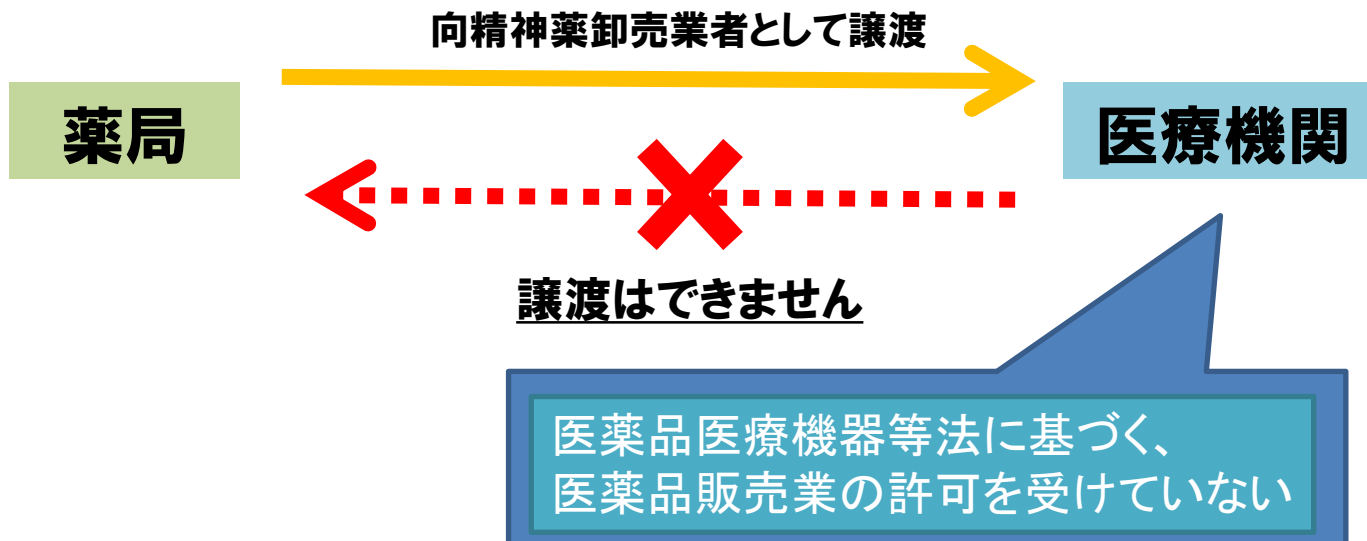 向精神薬卸売業者として譲渡
薬局
医療機関
譲渡はできません
医薬品医療機器等法に基づく、
医薬品販売業の許可を受けていない